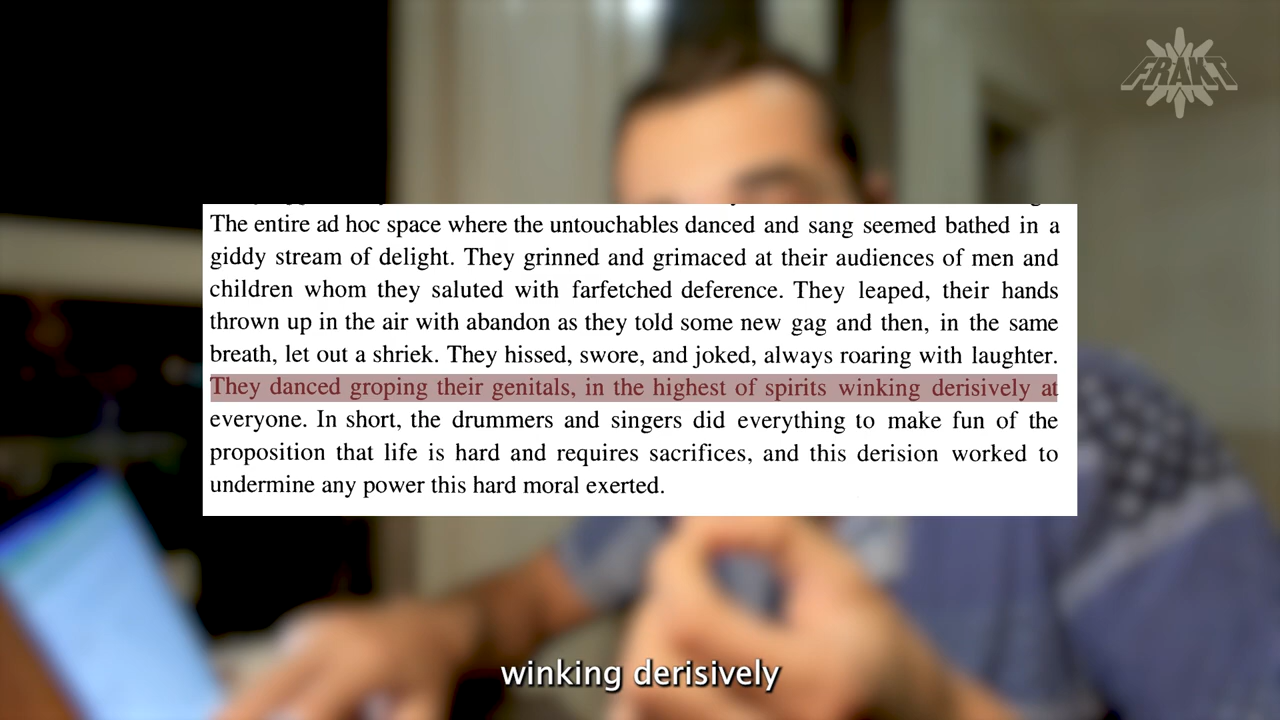 FRAKT
The entire ad hoc space where the untouchables danced and sang seemed bathed in a
giddy stream of delight. They grinned and grimaced at their audiences of men and
children whom they saluted with farfetched deference. They leaped, their hands
thrown up in the air with abandon as they told some new gag and then, in the same
breath, let out a shriek. They hissed, swore, and joked, always roaring with laughter.
They danced groping their genitals, in the highest of spirits winking derisively at
everyone. In short, the drummers and singers did everything to make fun of the
proposition that life is hard and requires sacrifices, and this derision worked to
undermine any power this hard moral exerted.
winking derisively